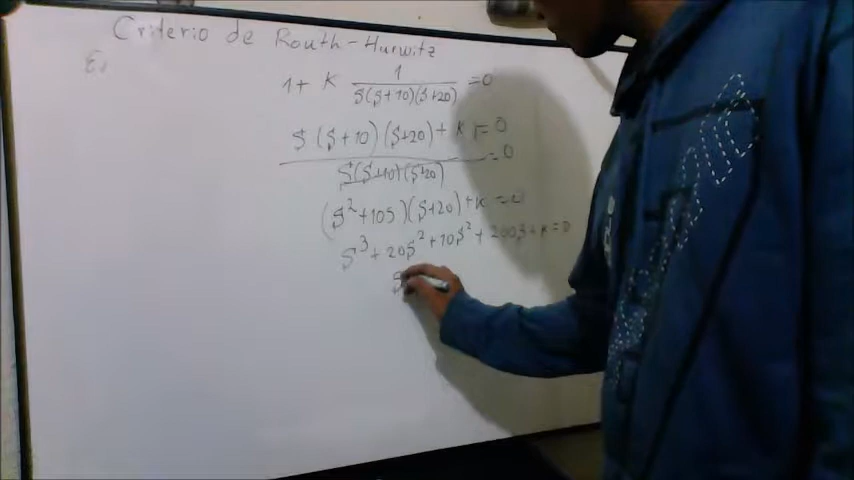 Criterio de Routh-Hurwitz
Ej
1+ K 1/(S(S+10)(S+20)) =0
S(S+10)(S+20)+K = 0
S(S+10)(S+20) =0
(S²+10S)(S+20)+K =0
S³+20S²+10S²+200S+K=0
S